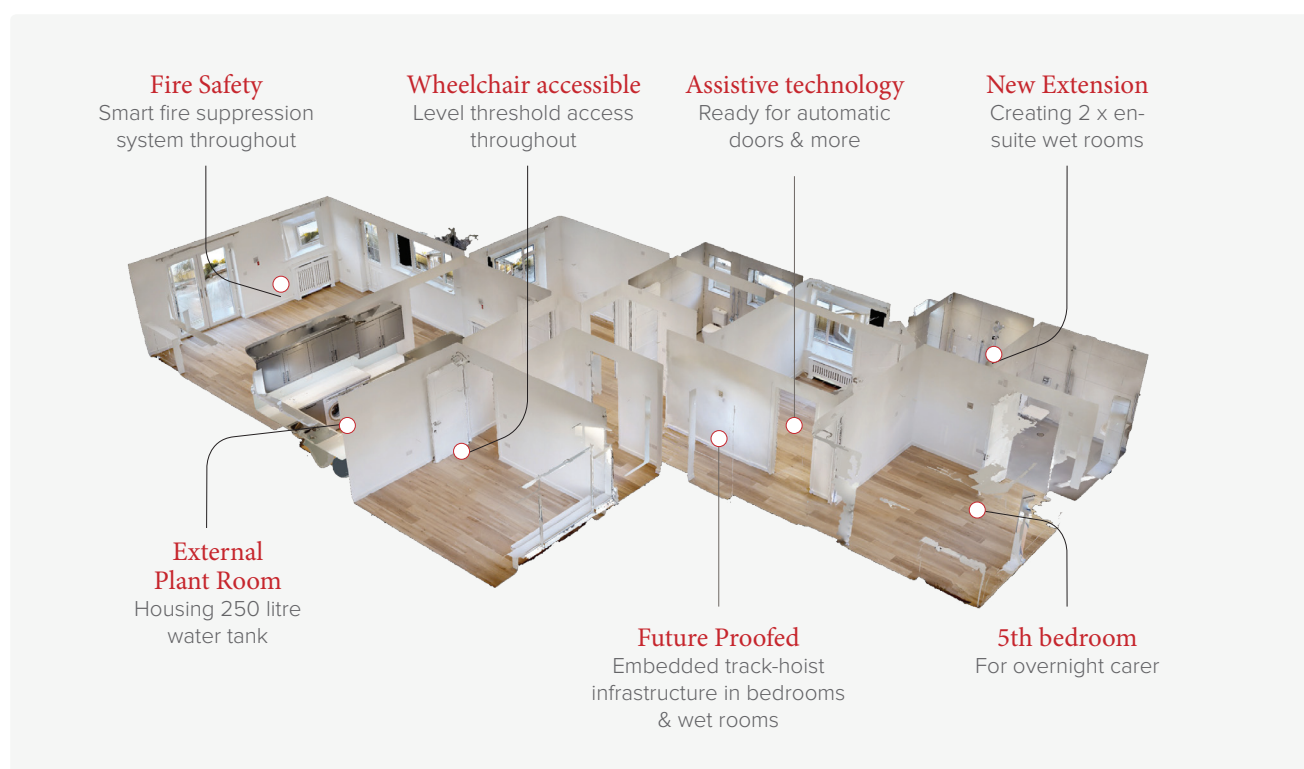 Fire Safety
Smart fire suppression
system throughout
Wheelchair accessible
Level threshold access
throughout
Assistive technology
Ready for automatic
doors & more
New Extension
Creating 2 x en-
suite wet rooms
External
Plant Room
Housing 250 litre
water tank
Future Proofed
Embedded track-hoist
infrastructure in bedrooms
& wet rooms
5th bedroom
For overnight carer